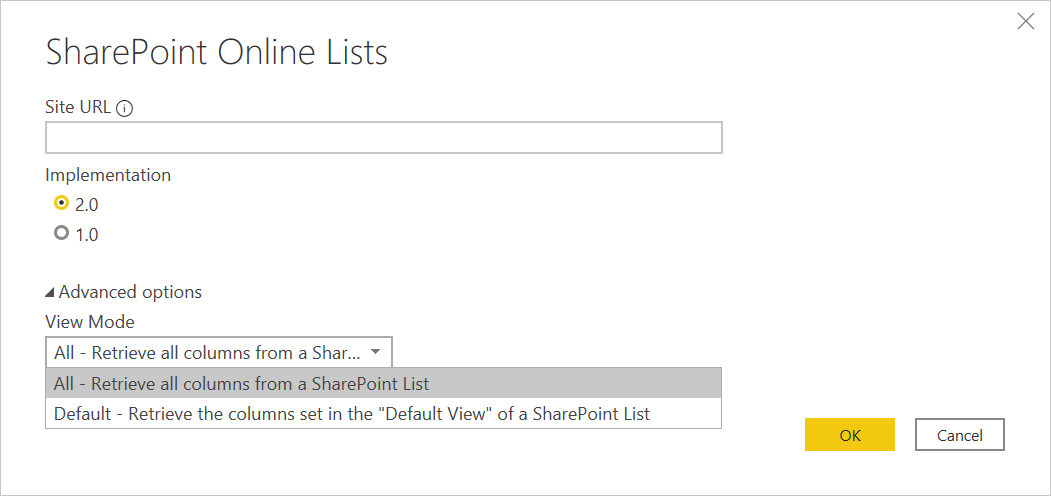 SharePoint Online Lists
Site URL
Implementation
2.0
1.0
Advanced options
View Mode
All - Retrieve all columns from a Shar...
All - Retrieve all columns from a SharePoint List
Default - Retrieve the columns set in the "Default View" of a SharePoint List
OK Cancel